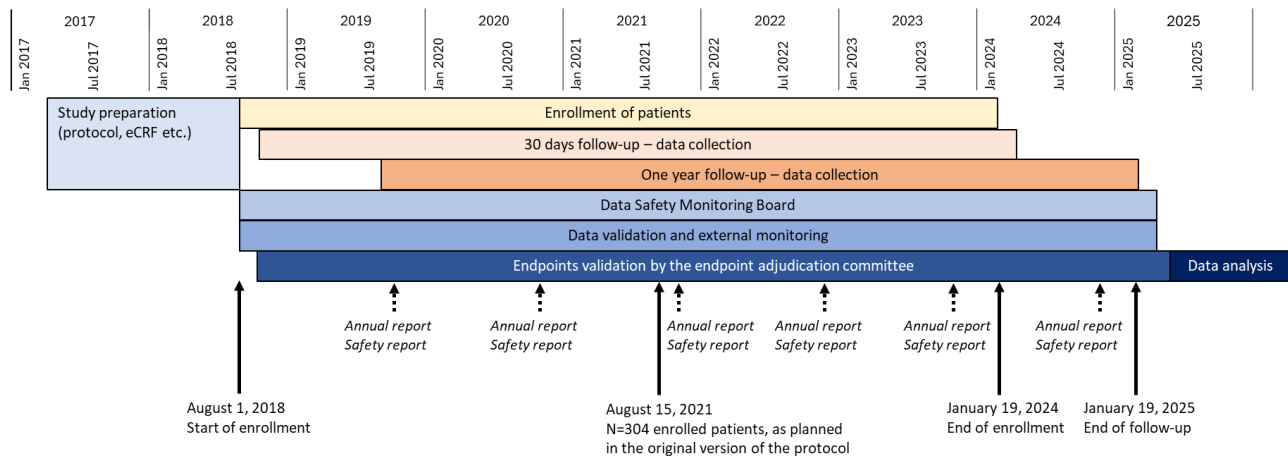 2017 2018 2019 2020 2021 2022 2023 2024 2025
Jan 2017 Jul 2017 Jan 2018 Jul 2018 Jan 2019 Jul 2019 Jan 2020 Jul 2020 Jan 2021 Jul 2021 Jan 2022 Jul 2022 Jan 2023 Jul 2023 Jan 2024 Jul 2024 Jan 2025 Jul 2025
Study preparation
(protocol, eCRF etc.)
Enrollment of patients
30 days follow-up – data collection
One year follow-up – data collection
Data Safety Monitoring Board
Data validation and external monitoring
Endpoints validation by the endpoint adjudication committee
Data analysis
Annual report
Safety report
Annual report
Safety report
Annual report
Safety report
Annual report
Safety report
Annual report
Safety report
Annual report
Safety report
August 1, 2018
Start of enrollment
August 15, 2021
N=304 enrolled patients, as planned
in the original version of the protocol
January 19, 2024
End of enrollment
January 19, 2025
End of follow-up